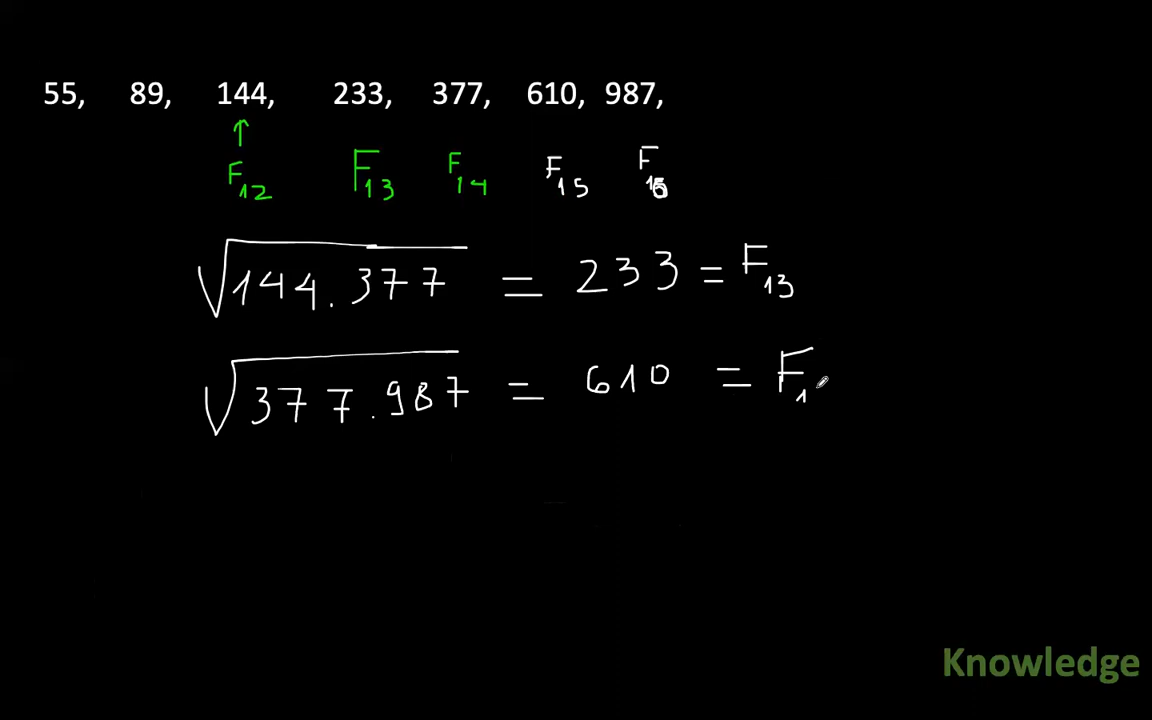 55, 89, 144, 233, 377, 610, 987,
↑
F₁₂ F₁₃ F₁₄ F₁₅ F₁₆
√144.377 = 233 = F₁₃
√377.987 = 610 = F₁
Knowledge